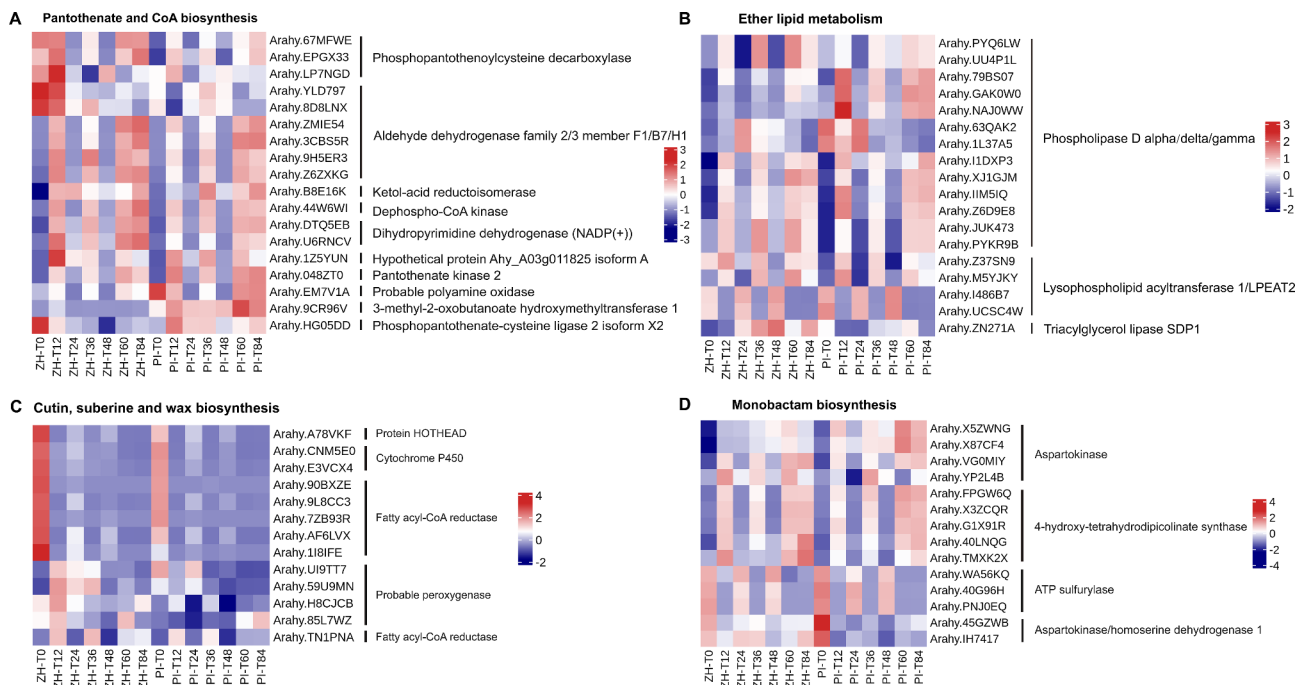 A Pantothenate and CoA biosynthesis
Arahy.67MFWE
Arahy.EPGX33
Arahy.LP7NGD
Arahy.YLD797
Arahy.8D8LNX
Arahy.ZMIE54
Arahy.3CBS5R
Arahy.9H5ER3
Arahy.Z6ZXKG
Arahy.B8E16K
Arahy.44W6WI
Arahy.DTQ5EB
Arahy.U6RNCV
Arahy.1Z5YUN
Arahy.048ZT0
Arahy.EM7V1A
Arahy.9CR96V
Arahy.HG05DD
Phosphopantothenoylcysteine decarboxylase
Aldehyde dehydrogenase family 2/3 member F1/B7/H1
Ketol-acid reductoisomerase
Dephospho-CoA kinase
Dihydropyrimidine dehydrogenase (NADP(+))
Hypothetical protein Ahy_A03g011825 isoform A
Pantothenate kinase 2
Probable polyamine oxidase
3-methyl-2-oxobutanoate hydroxymethyltransferase 1
Phosphopantothenate-cysteine ligase 2 isoform X2
3
2
1
0
-1
-2
-3
ZH-T0
ZH-T12
ZH-T24
ZH-T36
ZH-T48
ZH-T60
ZH-T84
PI-T0
PI-T12
PI-T24
PI-T36
PI-T48
PI-T60
PI-T84
B Ether lipid metabolism
Arahy.PYQ6LW
Arahy.UU4P1L
Arahy.79BS07
Arahy.GAK0W0
Arahy.NAJ0WW
Arahy.63QAK2
Arahy.1L37A5
Arahy.I1DXP3
Arahy.XJ1GJM
Arahy.IIM5IQ
Arahy.Z6D9E8
Arahy.JUK473
Arahy.PYKR9B
Arahy.Z37SN9
Arahy.M5YJKY
Arahy.I486B7
Arahy.UCSC4W
Arahy.ZN271A
Phospholipase D alpha/delta/gamma
Lysophospholipid acyltransferase 1/LPEAT2
Triacylglycerol lipase SDP1
3
2
1
0
-1
-2
ZH-T0
ZH-T12
ZH-T24
ZH-T36
ZH-T48
ZH-T60
ZH-T84
PI-T0
PI-T12
PI-T24
PI-T36
PI-T48
PI-T60
PI-T84
C Cutin, suberine and wax biosynthesis
Arahy.A78VKF
Arahy.CNM5E0
Arahy.E3VCX4
Arahy.90BXZE
Arahy.9L8CC3
Arahy.7ZB93R
Arahy.AF6LVX
Arahy.1I8IFE
Arahy.UI9TT7
Arahy.59U9MN
Arahy.H8CJCB
Arahy.85L7WZ
Arahy.TN1PNA
Protein HOTHEAD
Cytochrome P450
Fatty acyl-CoA reductase
Probable peroxygenase
Fatty acyl-CoA reductase
4
2
0
-2
ZH-T0
ZH-T12
ZH-T24
ZH-T36
ZH-T48
ZH-T60
ZH-T84
PI-T0
PI-T12
PI-T24
PI-T36
PI-T48
PI-T60
PI-T84
D Monobactam biosynthesis
Arahy.X5ZWNG
Arahy.X87CF4
Arahy.VG0MIY
Arahy.YP2L4B
Arahy.FPGW6Q
Arahy.X3ZCQR
Arahy.G1X91R
Arahy.40LNQG
Arahy.TMXK2X
Arahy.WA56KQ
Arahy.40G96H
Arahy.PNJ0EQ
Arahy.45GZWB
Arahy.IH7417
Aspartokinase
4-hydroxy-tetrahydrodipicolinate synthase
ATP sulfurylase
Aspartokinase/homoserine dehydrogenase 1
4
2
0
-2
-4
ZH-T0
ZH-T12
ZH-T24
ZH-T36
ZH-T48
ZH-T60
ZH-T84
PI-T0
PI-T12
PI-T24
PI-T36
PI-T48
PI-T60
PI-T84